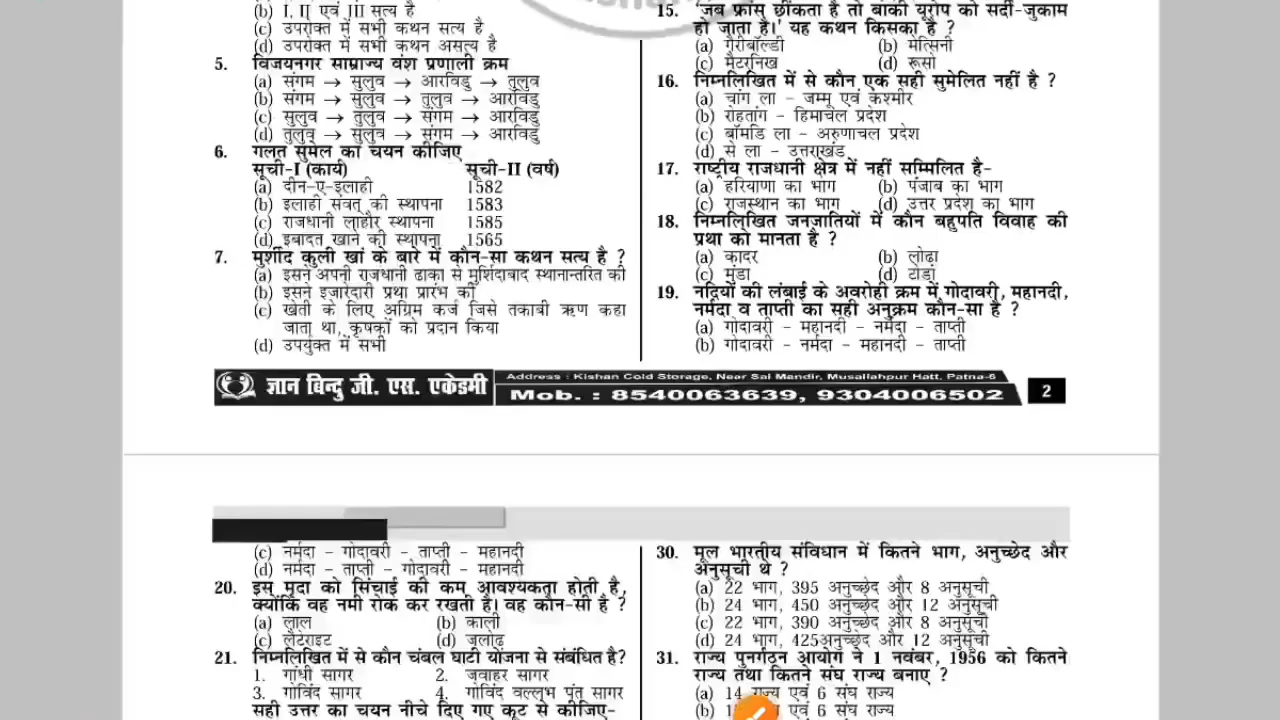 (b) I, II एवं III सत्य है
(c) उपरोक्त में सभी कथन सत्य है
(d) उपरोक्त में सभी कथन असत्य है
5. विजयनगर साम्राज्य वंश प्रणाली क्रम
(a) संगम → सुलुव → आरविडु → तुलुव
(b) संगम → सुलुव → तुलुव → आरविडु
(c) सुलुव → तुलुव → संगम → आरविडु
(d) तुलुव → सुलुव → संगम → आरविडु
6. गलत सुमेल का चयन कीजिए
सूची-I (कार्य) सूची-II (वर्ष)
(a) दीन-ए-इलाही 1582
(b) इलाही संवत् की स्थापना 1583
(c) राजधानी लाहौर स्थापना 1585
(d) इबादत खाने की स्थापना 1565
7. मुर्शीद कुली खां के बारे में कौन-सा कथन सत्य है ?
(a) इसने अपनी राजधानी ढाका से मुर्शिदाबाद स्थानान्तरित की
(b) इसने इजारेदारी प्रथा प्रारंभ की
(c) खेती के लिए अग्रिम कर्ज जिसे तकाबी ऋण कहा
जाता था, कृषकों को प्रदान किया
(d) उपर्युक्त में सभी
15. 'जब फ्रांस छींकता है तो बाकी यूरोप को सर्दी-जुकाम
हो जाता है।' यह कथन किसका है ?
(a) गैरीबॉल्डी (b) मेत्सिनी
(c) मैटरनिख (d) रूसो
16. निम्नलिखित में से कौन एक सही सुमेलित नहीं है ?
(a) चांग ला - जम्मू एवं कश्मीर
(b) रोहतांग - हिमाचल प्रदेश
(c) बॉमडि ला - अरुणाचल प्रदेश
(d) से ला - उत्तराखंड
17. राष्ट्रीय राजधानी क्षेत्र में नहीं सम्मिलित है-
(a) हरियाणा का भाग (b) पंजाब का भाग
(c) राजस्थान का भाग (d) उत्तर प्रदेश का भाग
18. निम्नलिखित जनजातियों में कौन बहुपति विवाह की
प्रथा को मानता है ?
(a) कादर (b) लोढ़ा
(c) मुंडा (d) टोडा
19. नदियों की लंबाई के अवरोही क्रम में गोदावरी, महानदी,
नर्मदा व ताप्ती का सही अनुक्रम कौन-सा है ?
(a) गोदावरी - महानदी - नर्मदा - ताप्ती
(b) गोदावरी - नर्मदा - महानदी - ताप्ती
ज्ञान बिन्दु जी. एस. एकेडमी
Address : Kishan Cold Storage, Near Sai Mandir, Musallahpur Hatt, Patna-6
Mob. : 8540063639, 9304006502
2
(c) नर्मदा - गोदावरी - ताप्ती - महानदी
(d) नर्मदा - ताप्ती - गोदावरी - महानदी
20. इस मृदा को सिंचाई की कम आवश्यकता होती है,
क्योंकि वह नमी रोक कर रखती है। वह कौन-सी है ?
(a) लाल (b) काली
(c) लैटेराइट (d) जलोढ़
21. निम्नलिखित में से कौन चंबल घाटी योजना से संबंधित है?
1. गांधी सागर 2. जवाहर सागर
3. गोविंद सागर 4. गोविंद वल्लभ पंत सागर
सही उत्तर का चयन नीचे दिए गए कूट से कीजिए-
30. मूल भारतीय संविधान में कितने भाग, अनुच्छेद और
अनुसूची थे ?
(a) 22 भाग, 395 अनुच्छेद और 8 अनुसूची
(b) 24 भाग, 450 अनुच्छेद और 12 अनुसूची
(c) 22 भाग, 390 अनुच्छेद और 8 अनुसूची
(d) 24 भाग, 425अनुच्छेद और 12 अनुसूची
31. राज्य पुनर्गठन आयोग ने 1 नवंबर, 1956 को कितने
राज्य तथा कितने संघ राज्य बनाए ?
(a) 14 राज्य एवं 6 संघ राज्य
(b) एवं 6 संघ राज्य